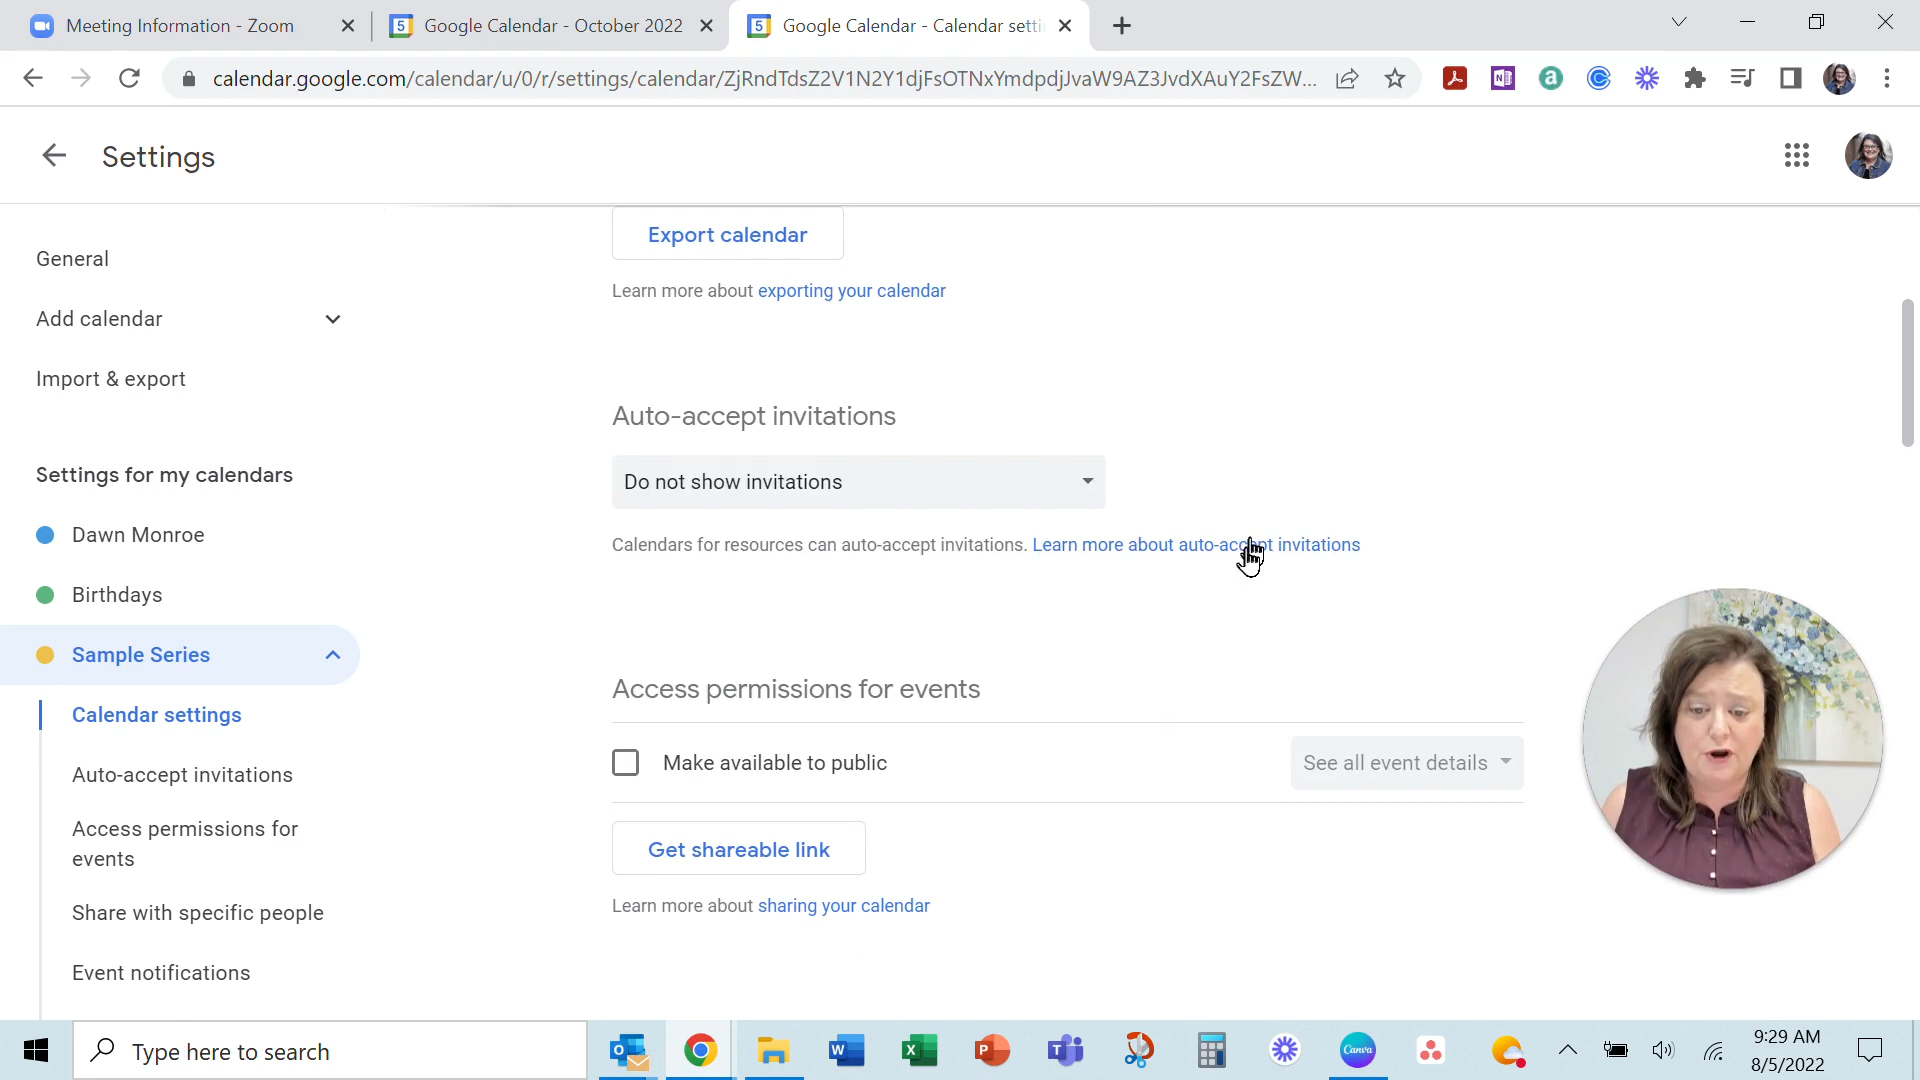 Meeting Information - Zoom
5 Google Calendar - October 2022
5 Google Calendar - Calendar setti
calendar.google.com/calendar/u/0/r/settings/calendar/ZjRndTdsZ2V1N2Y1djFsOTNxYmdpdjJvaW9AZ3JvdXAuY2FsZW...
Settings
General
Add calendar
Import & export
Settings for my calendars
Dawn Monroe
Birthdays
Sample Series
Calendar settings
Auto-accept invitations
Access permissions for
events
Share with specific people
Event notifications
Export calendar
Learn more about exporting your calendar
Auto-accept invitations
Do not show invitations
Calendars for resources can auto-accept invitations. Learn more about auto-accept invitations
Access permissions for events
Make available to public
See all event details
Get shareable link
Learn more about sharing your calendar
Type here to search
Canva
9:29 AM
8/5/2022